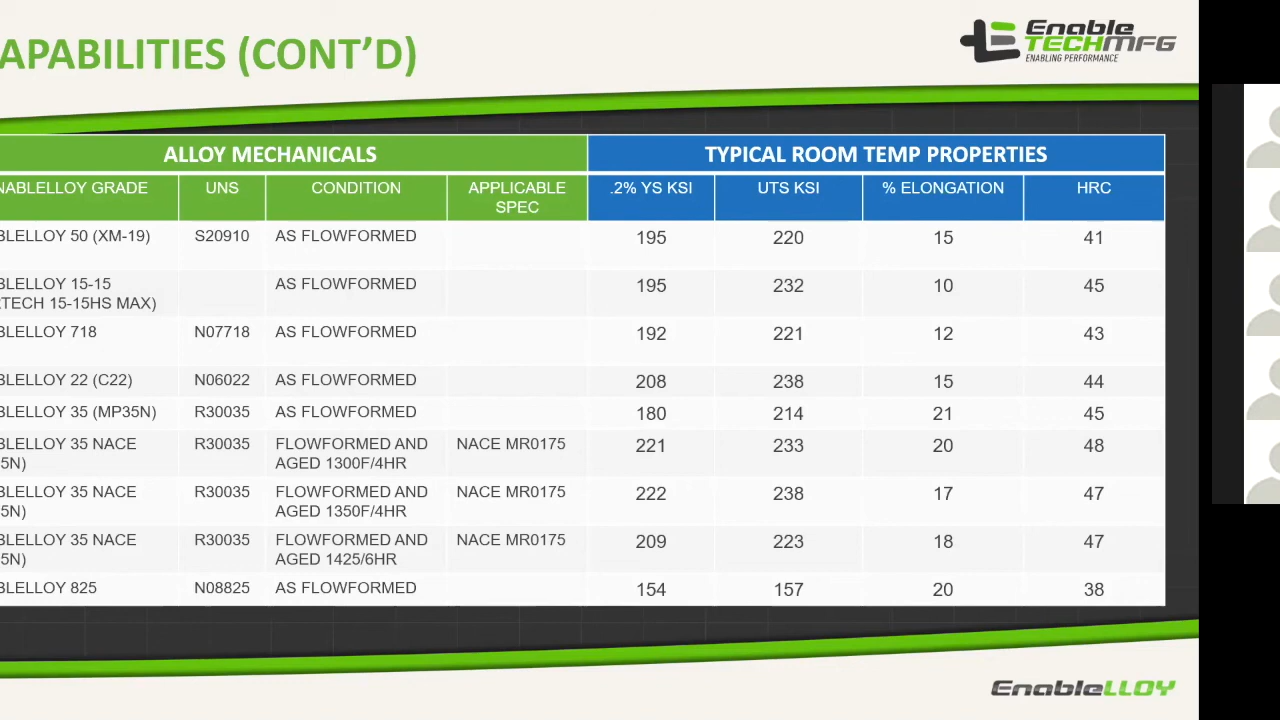 APABILITIES (CONT'D)
Enable
TECHMFG
ENABLING PERFORMANCE
ALLOY MECHANICALS
TYPICAL ROOM TEMP PROPERTIES
NABLELLOY GRADE UNS CONDITION APPLICABLE SPEC .2% YS KSI UTS KSI % ELONGATION HRC
BLELLOY 50 (XM-19) S20910 AS FLOWFORMED 195 220 15 41
BLELLOY 15-15 AS FLOWFORMED 195 232 10 45
TECH 15-15HS MAX)
BLELLOY 718 N07718 AS FLOWFORMED 192 221 12 43
BLELLOY 22 (C22) N06022 AS FLOWFORMED 208 238 15 44
BLELLOY 35 (MP35N) R30035 AS FLOWFORMED 180 214 21 45
BLELLOY 35 NACE R30035 FLOWFORMED AND NACE MR0175 221 233 20 48
5N) AGED 1300F/4HR
BLELLOY 35 NACE R30035 FLOWFORMED AND NACE MR0175 222 238 17 47
5N) AGED 1350F/4HR
BLELLOY 35 NACE R30035 FLOWFORMED AND NACE MR0175 209 223 18 47
5N) AGED 1425/6HR
BLELLOY 825 N08825 AS FLOWFORMED 154 157 20 38
EnableLLOY